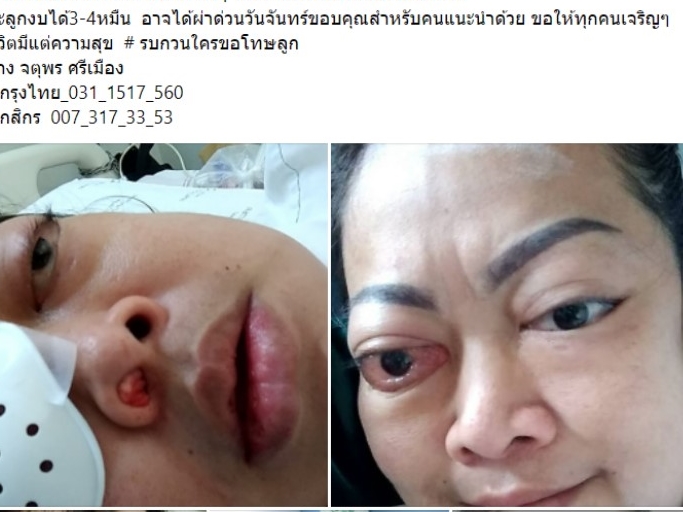 ะลูกงบได้3-4หมื่น อาจได้ผ่าด่วนวันจันทร์ขอบคุณสำหรับคนแนะนำด้วย ขอให้ทุกคนเจริญๆ
วิตมีแต่ความสุข # รบกวนใครขอโทษลูก
าง จตุพร ศรีเมือง
กรุงไทย_031_1517_560
กสิกร 007_317_33_53